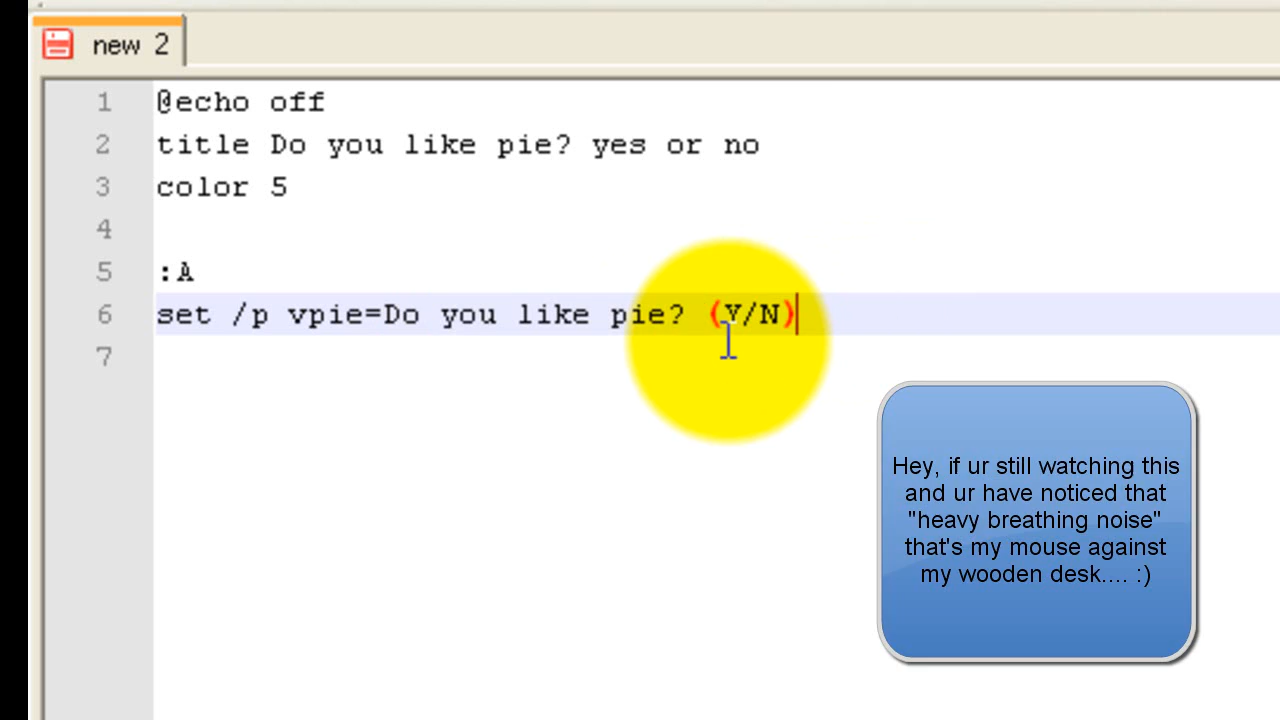 new 2
1 @echo off
2 title Do you like pie? yes or no
3 color 5
4
5 :A
6 set /p vpie=Do you like pie? (Y/N)
7
Hey, if ur still watching this
and ur have noticed that
"heavy breathing noise"
that's my mouse against
my wooden desk.... :)